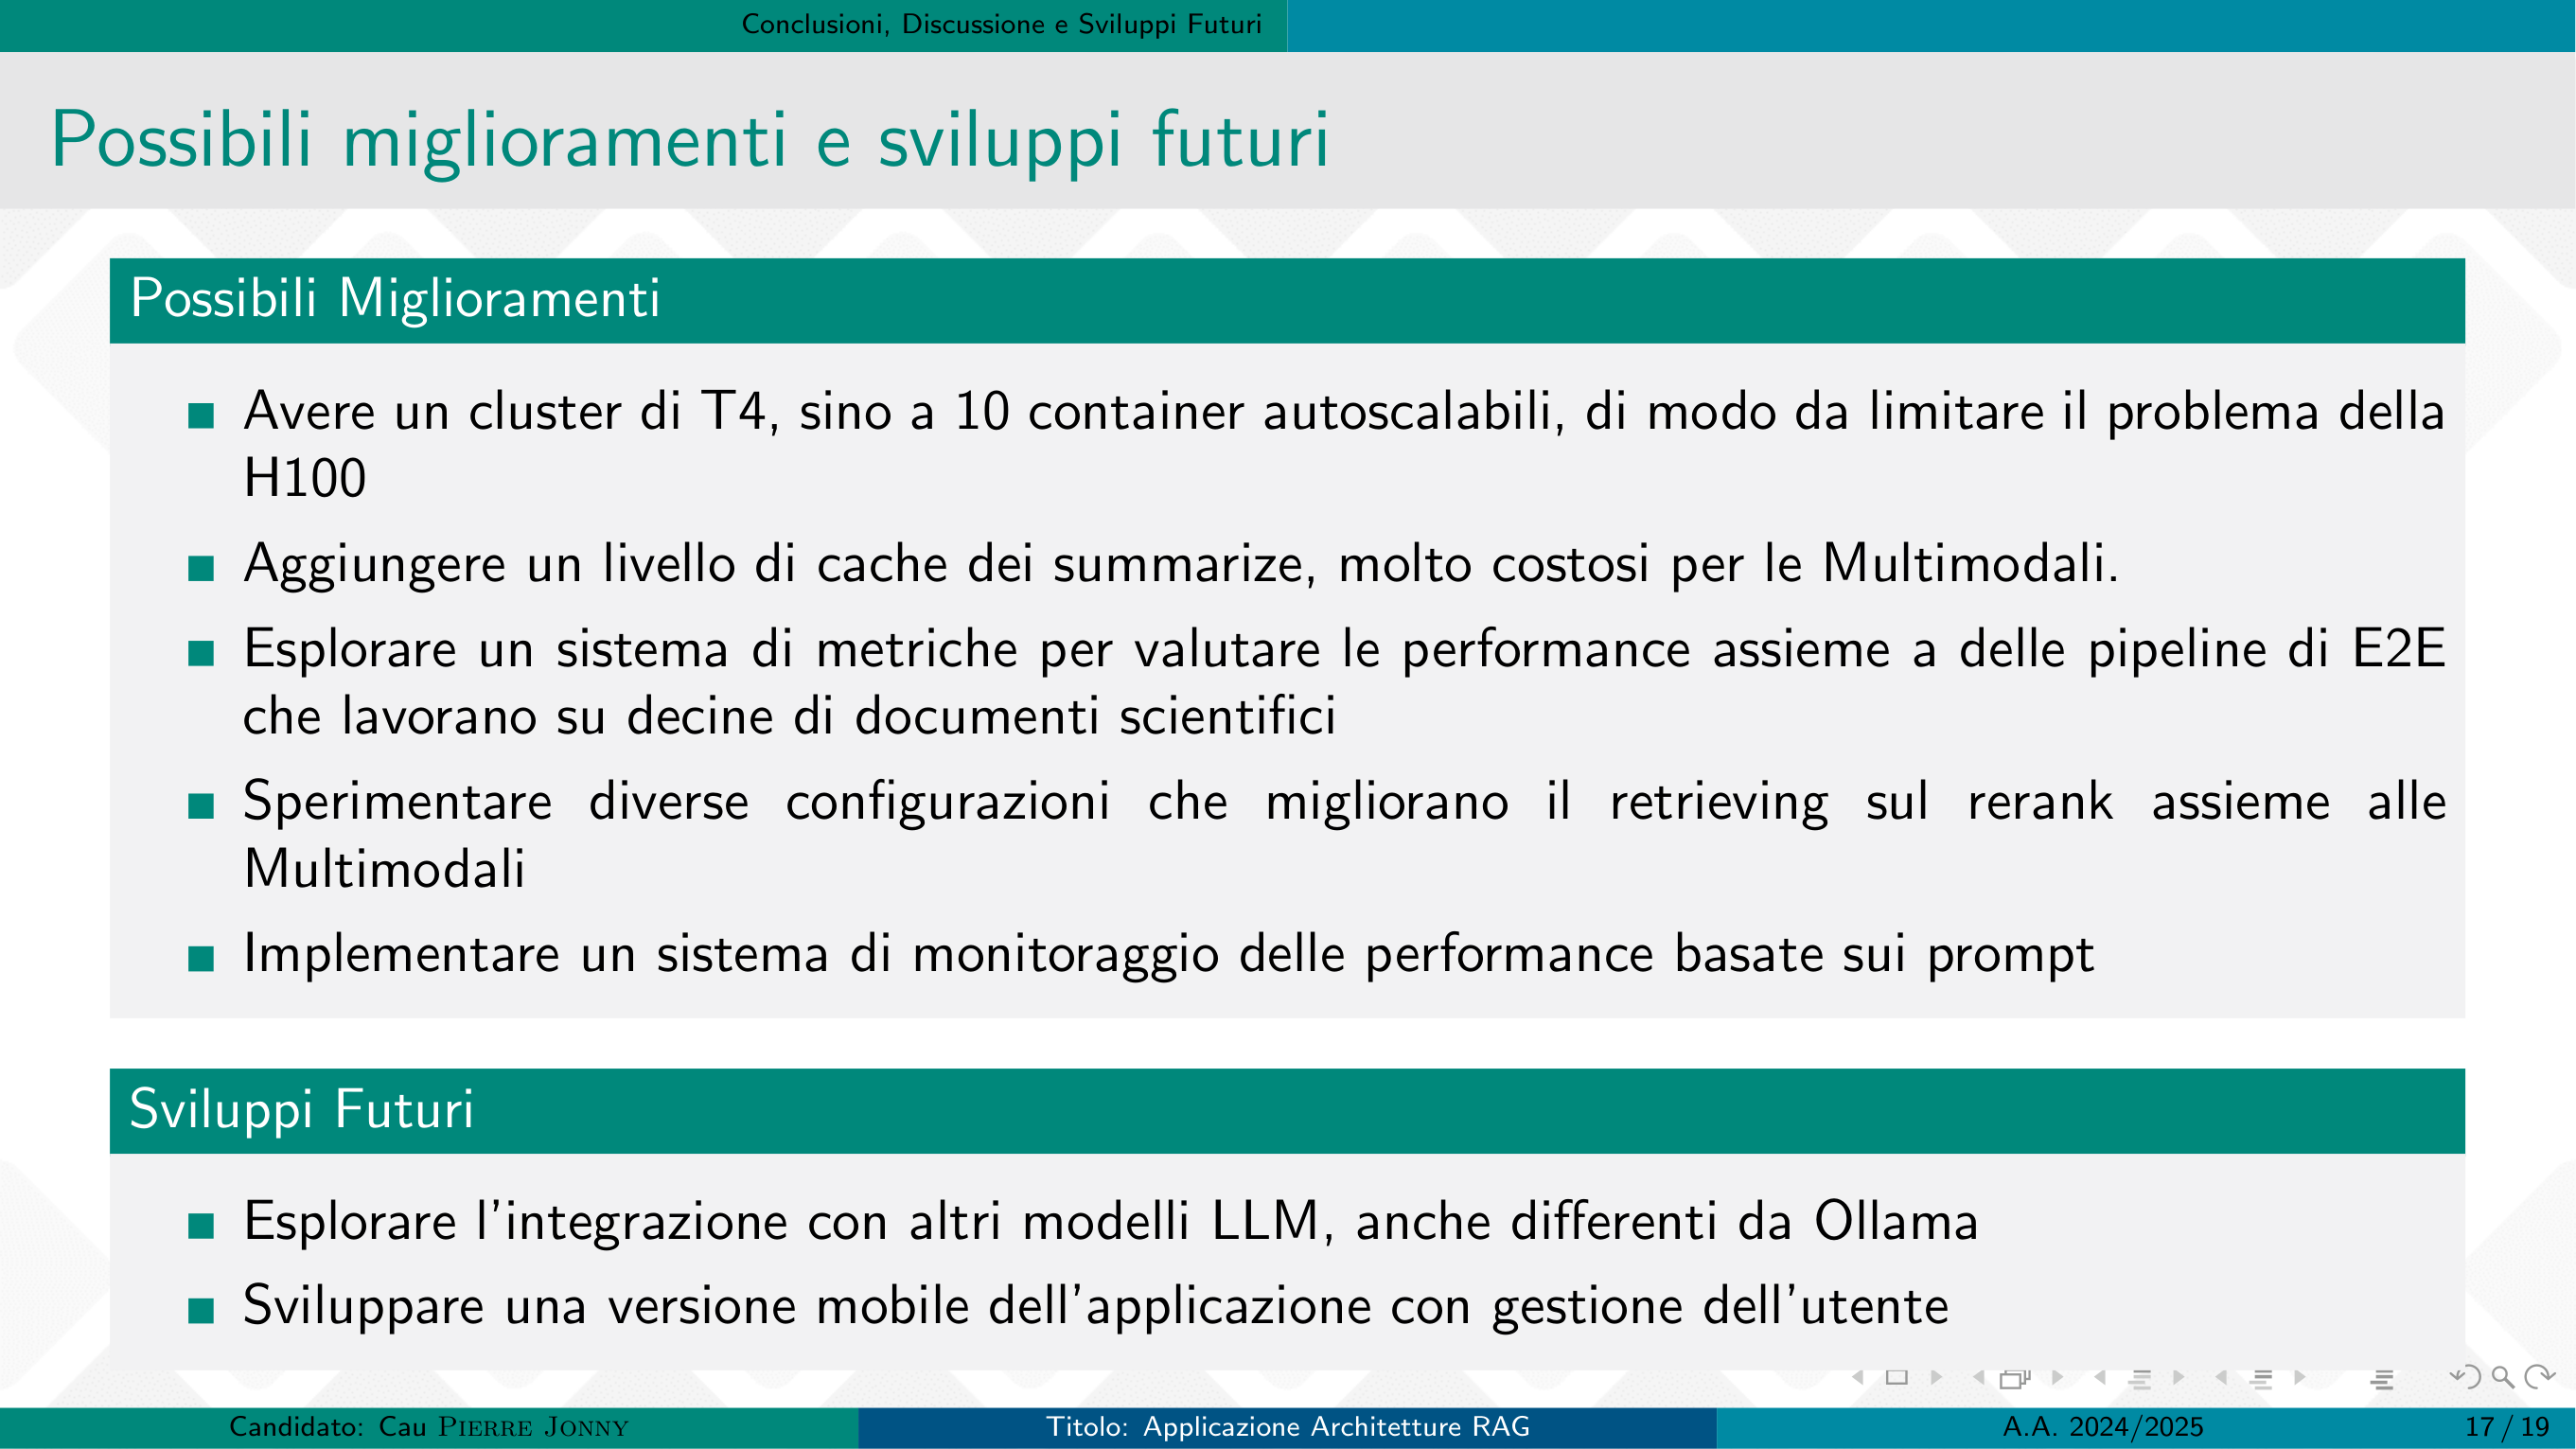 Conclusioni, Discussione e Sviluppi Futuri
Possibili miglioramenti e sviluppi futuri
Possibili Miglioramenti
Avere un cluster di T4, sino a 10 container autoscalabili, di modo da limitare il problema della
H100
Aggiungere un livello di cache dei summarize, molto costosi per le Multimodali.
Esplorare un sistema di metriche per valutare le performance assieme a delle pipeline di E2E
che lavorano su decine di documenti scientifici
Sperimentare diverse configurazioni che migliorano il retrieving sul rerank assieme alle
Multimodali
Implementare un sistema di monitoraggio delle performance basate sui prompt
Sviluppi Futuri
Esplorare l'integrazione con altri modelli LLM, anche differenti da Ollama
Sviluppare una versione mobile dell'applicazione con gestione dell'utente
Candidato: Cau Pierre Jonny
Titolo: Applicazione Architetture RAG
A.A. 2024/2025
17 / 19